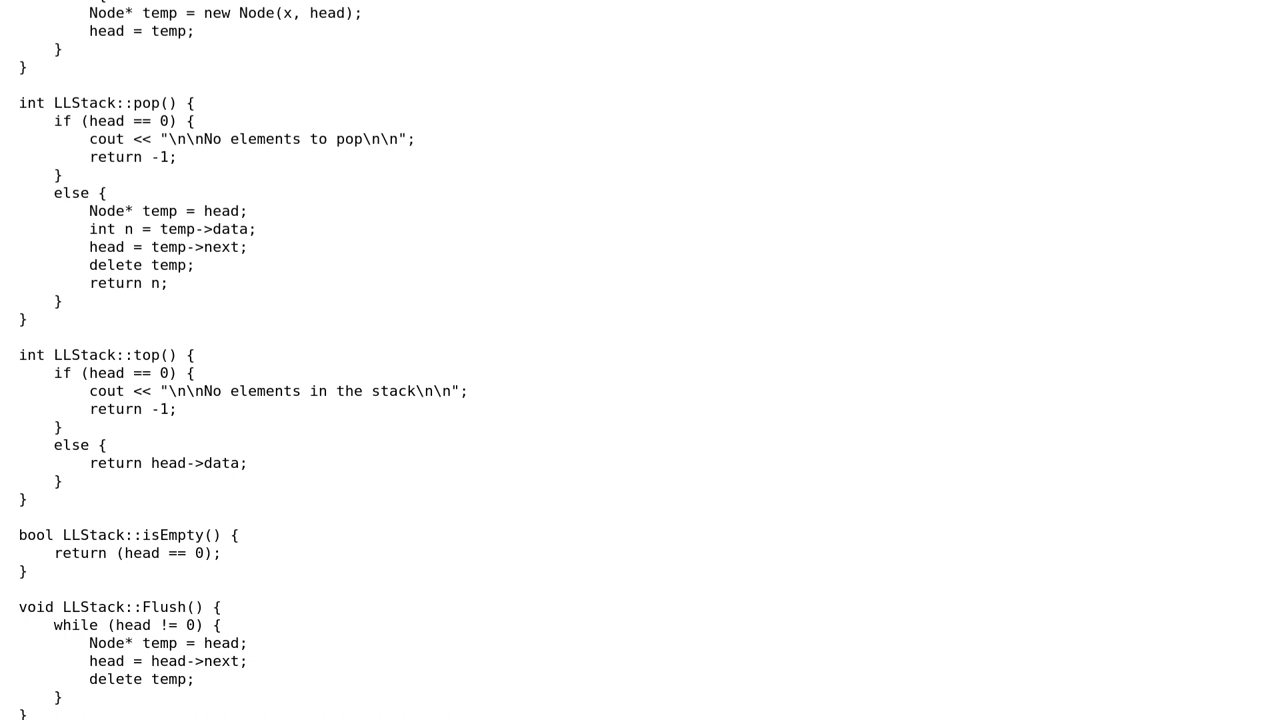 {
        Node* temp = new Node(x, head);
        head = temp;
    }
}

int LLStack::pop() {
    if (head == 0) {
        cout << "\n\nNo elements to pop\n\n";
        return -1;
    }
    else {
        Node* temp = head;
        int n = temp->data;
        head = temp->next;
        delete temp;
        return n;
    }
}

int LLStack::top() {
    if (head == 0) {
        cout << "\n\nNo elements in the stack\n\n";
        return -1;
    }
    else {
        return head->data;
    }
}

bool LLStack::isEmpty() {
    return (head == 0);
}

void LLStack::Flush() {
    while (head != 0) {
        Node* temp = head;
        head = head->next;
        delete temp;
    }
}